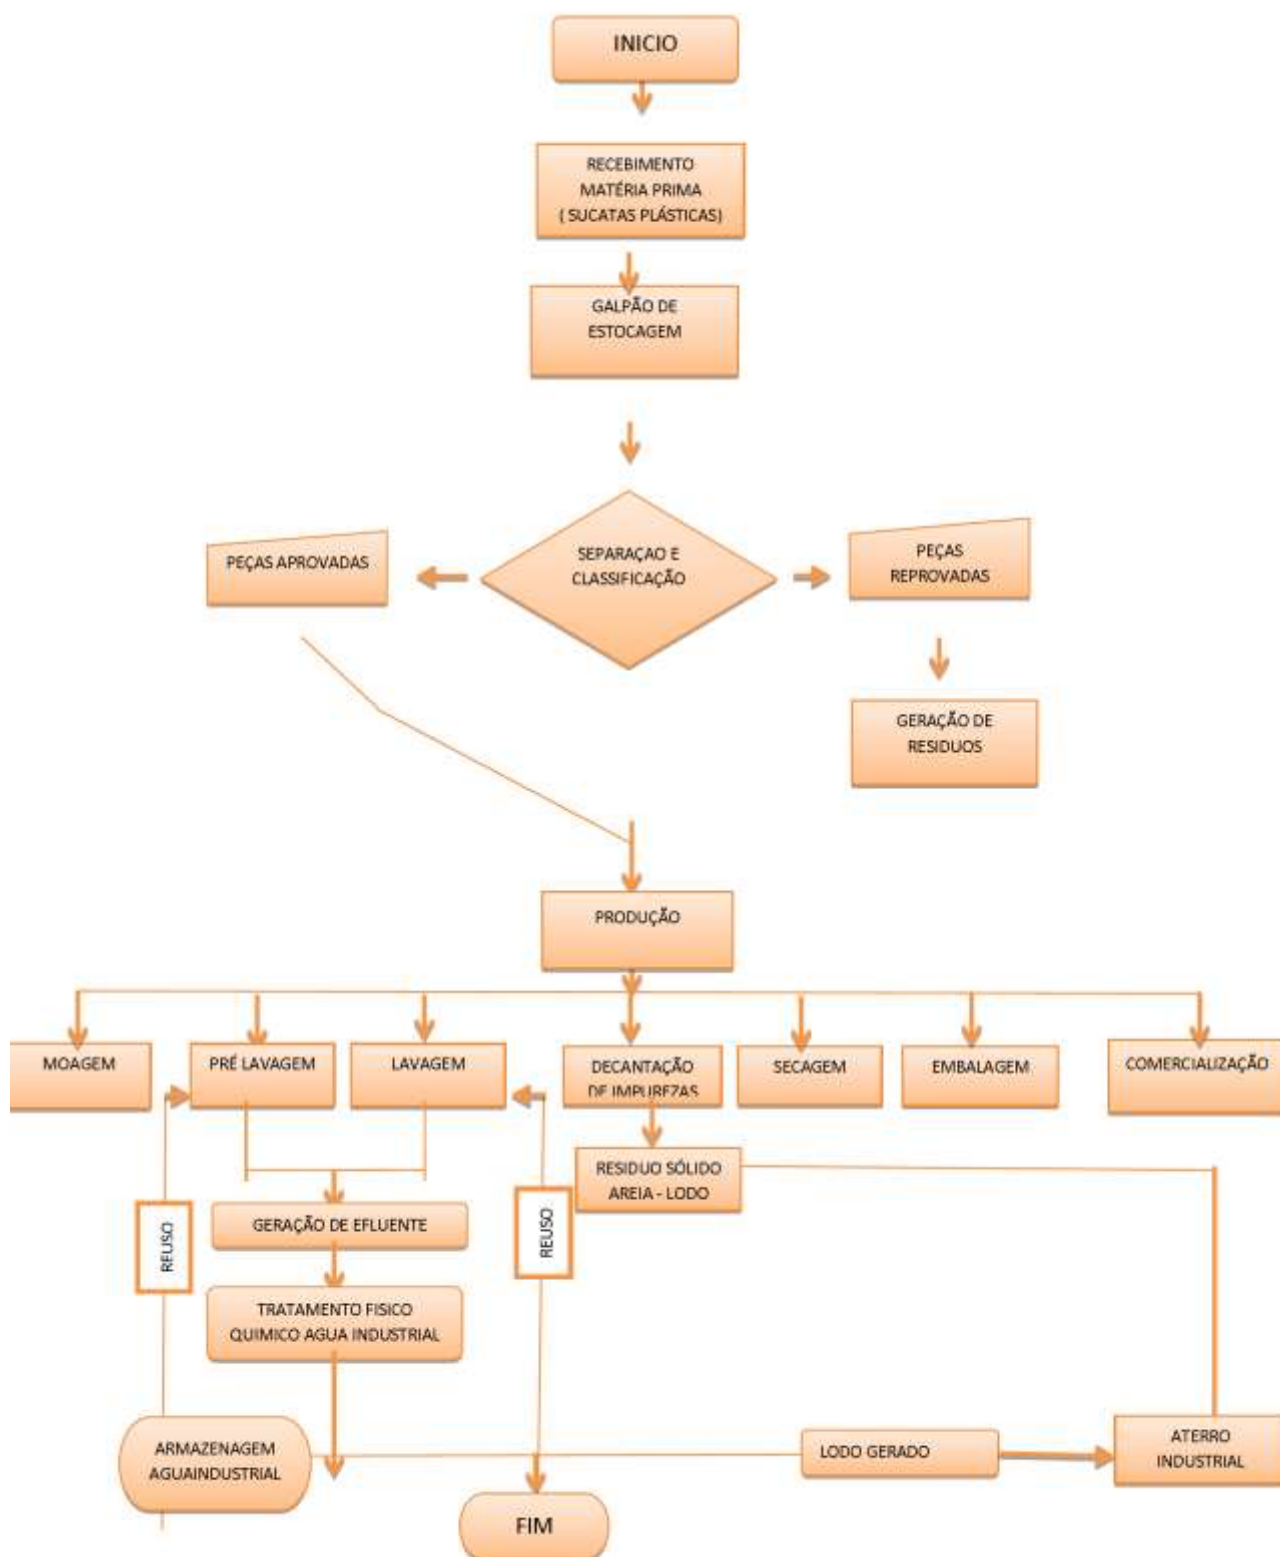 INICIO
RECEBIMENTO
MATÉRIA PRIMA
( SUCATAS PLÁSTICAS)
GALPÃO DE
ESTOCAGEM
SEPARAÇAO E
CLASSIFICAÇÃO
PEÇAS APROVADAS
PEÇAS
REPROVADAS
GERAÇÃO DE
RESIDUOS
PRODUÇÃO
MOAGEM
PRÉ LAVAGEM
LAVAGEM
DECANTAÇÃO
DE IMPUREZAS
SECAGEM
EMBALAGEM
COMERCIALIZAÇÃO
RESIDUO SÓLIDO
AREIA - LODO
REUSO
GERAÇÃO DE EFLUENTE
REUSO
TRATAMENTO FISICO
QUIMICO AGUA INDUSTRIAL
ARMAZENAGEM
AGUAINDUSTRIAL
LODO GERADO
ATERRO
INDUSTRIAL
FIM